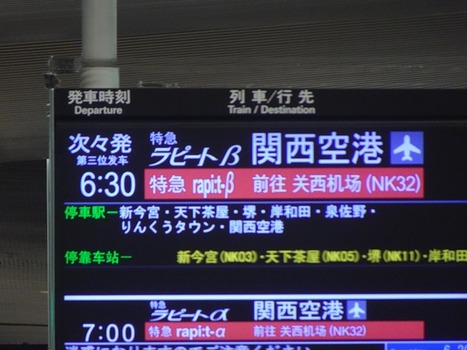 発車時刻 列車/行先
Departure Train / Destination
次々発 特急 ラピートβ 関西空港
第三位发车
6:30 特急 rapi:t-β 前往 关西机场 (NK32)
停車駅ー新今宮・天下茶屋・堺・岸和田・泉佐野・
りんくうタウン・関西空港
停靠车站ー 新今宫(NK03)・天下茶屋(NK05)・堺(NK11)・岸和田
特急 ラピートα 関西空港
7:00 特急 rapi:t-α 前往 关西机场(NK32)